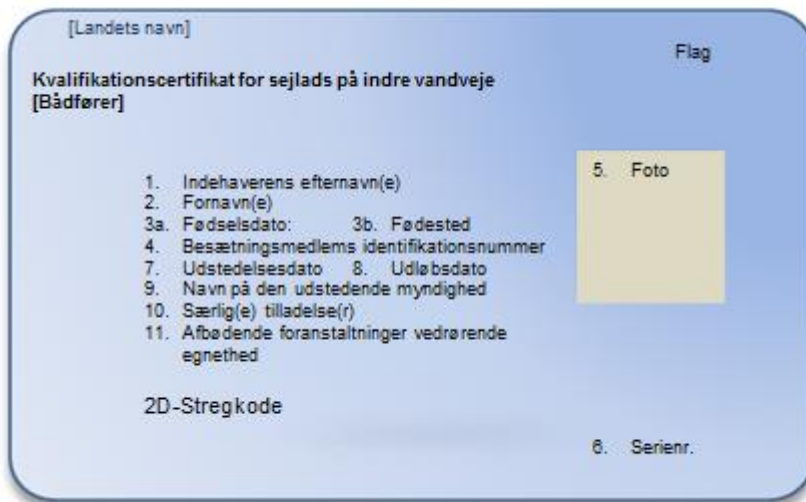 [Landets navn]
Flag
Kvalifikationscertifikat for sejlads på indre vandveje
[Bådfører]
5. Foto
1. Indehaverens efternavn(e)
2. Fornavn(e)
3a. Fødselsdato: 3b. Fødested
4. Besætningsmedlems identifikationsnummer
7. Udstedelsesdato 8. Udløbsdato
9. Navn på den udstedende myndighed
10. Særlig(e) tilladelse(r)
11. Afbødende foranstaltninger vedrørende
egnethed
2D-Stregkode
6. Serienr.